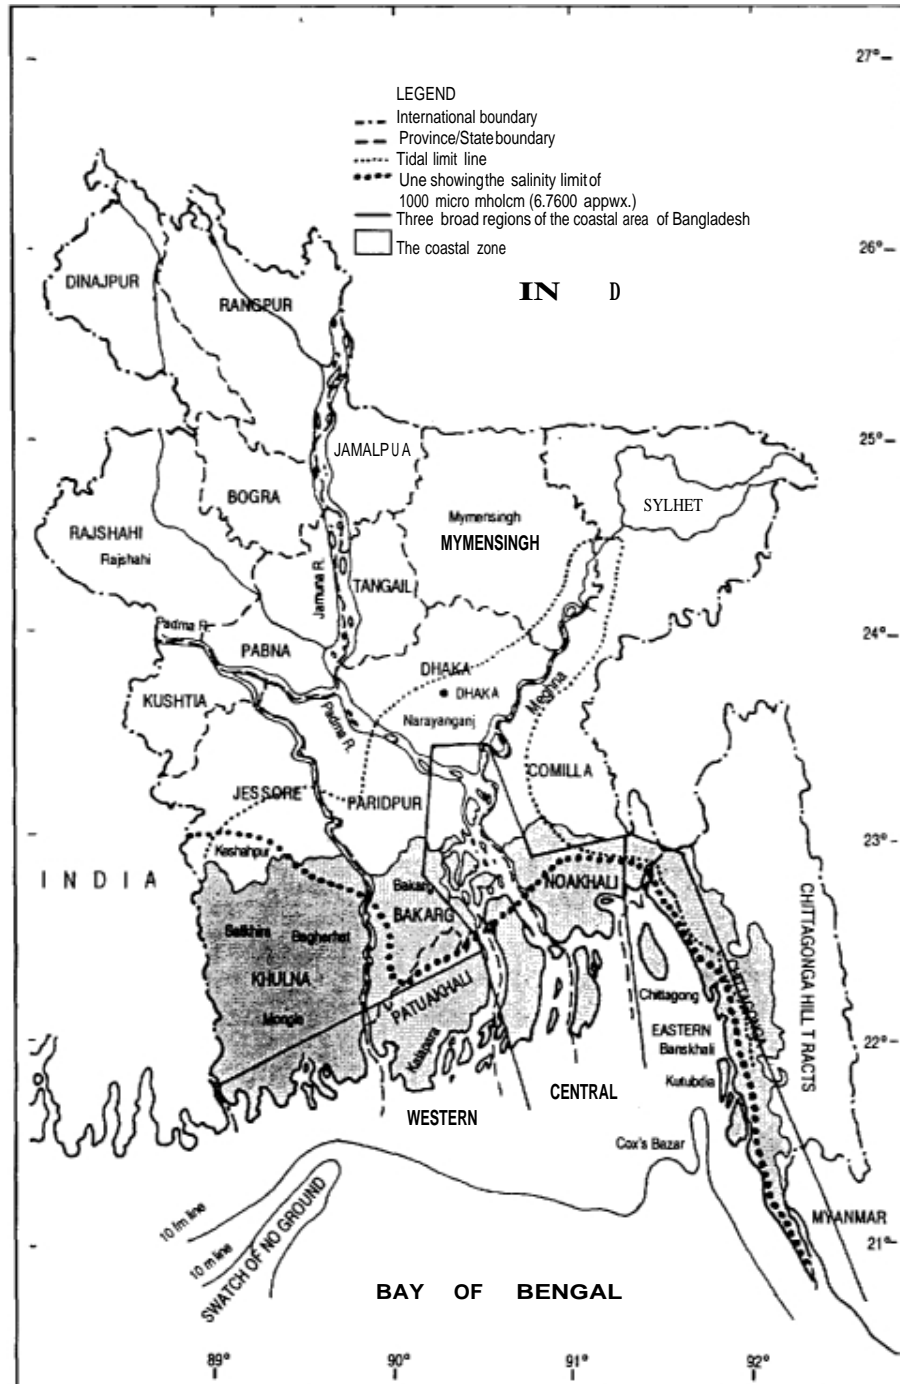 27°
LEGEND
International boundary
Province/State boundary
Tidal limit line
Une showing the salinity limit of
1000 micro mholcm (6.7600 appwx.)
Three broad regions of the coastal area of Bangladesh
The coastal zone
26°
IN D
DINAJPUR
RANGPUR
25°
JAMALPUA
BOGRA
Mymensingh
MYMENSINGH
SYLHET
RAJSHAHI
Rajshahi
Jamuna R.
TANGAIL
24°
Padma R.
PABNA
DHAKA
DHAKA
KUSHTIA
Padma R.
Narayanganj
Meghna
COMILLA
JESSORE
PARIDPUR
23°
Keshahpur
INDIA
Bakarg
BAKARG
NOAKHALI
CHITTAGONGA HILL TRACTS
Satkhira
Bagherhat
KHULNA
Mongla
PATUAKHALI
Kalapara
Chittagong
CHITTAGONG
EASTERN
Banskhali
22°
Kutubdia
WESTERN
CENTRAL
Cox's Bazar
MYANMAR
10 fm line
10 m line
SWATCH OF NO GROUND
21°
BAY OF BENGAL
89°
90°
91°
92°